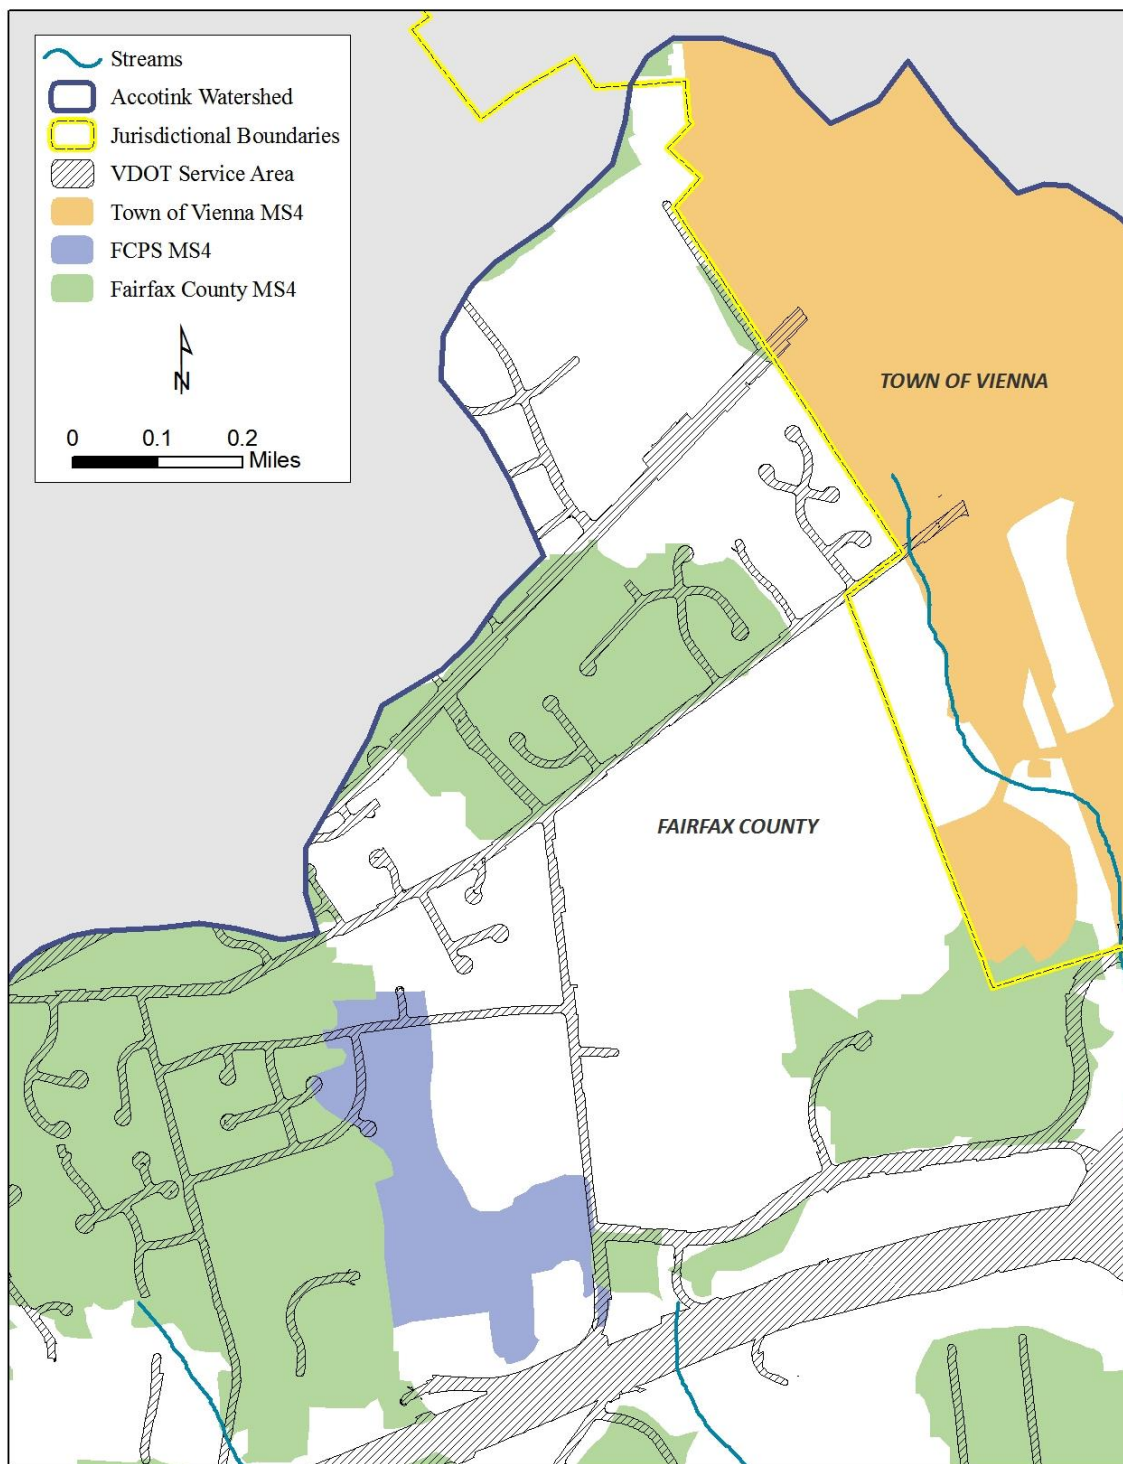 Streams
Accotink Watershed
Jurisdictional Boundaries
VDOT Service Area
Town of Vienna MS4
FCPS MS4
Fairfax County MS4
N
0 0.1 0.2
Miles
TOWN OF VIENNA
FAIRFAX COUNTY